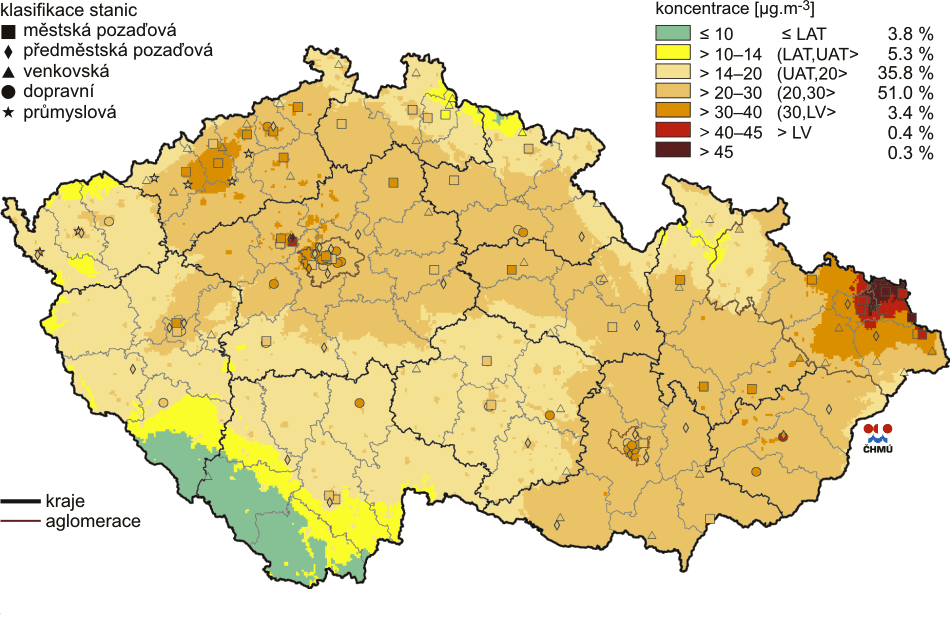 klasifikace stanic
městská pozaďová
předměstská pozaďová
venkovská
dopravní
průmyslová
koncentrace [µg.m-3]
≤ 10 ≤ LAT 3.8 %
> 10–14 (LAT,UAT> 5.3 %
> 14–20 (UAT,20> 35.8 %
> 20–30 (20,30> 51.0 %
> 30–40 (30,LV> 3.4 %
> 40–45 > LV 0.4 %
> 45 0.3 %
ČHMÚ
kraje
aglomerace